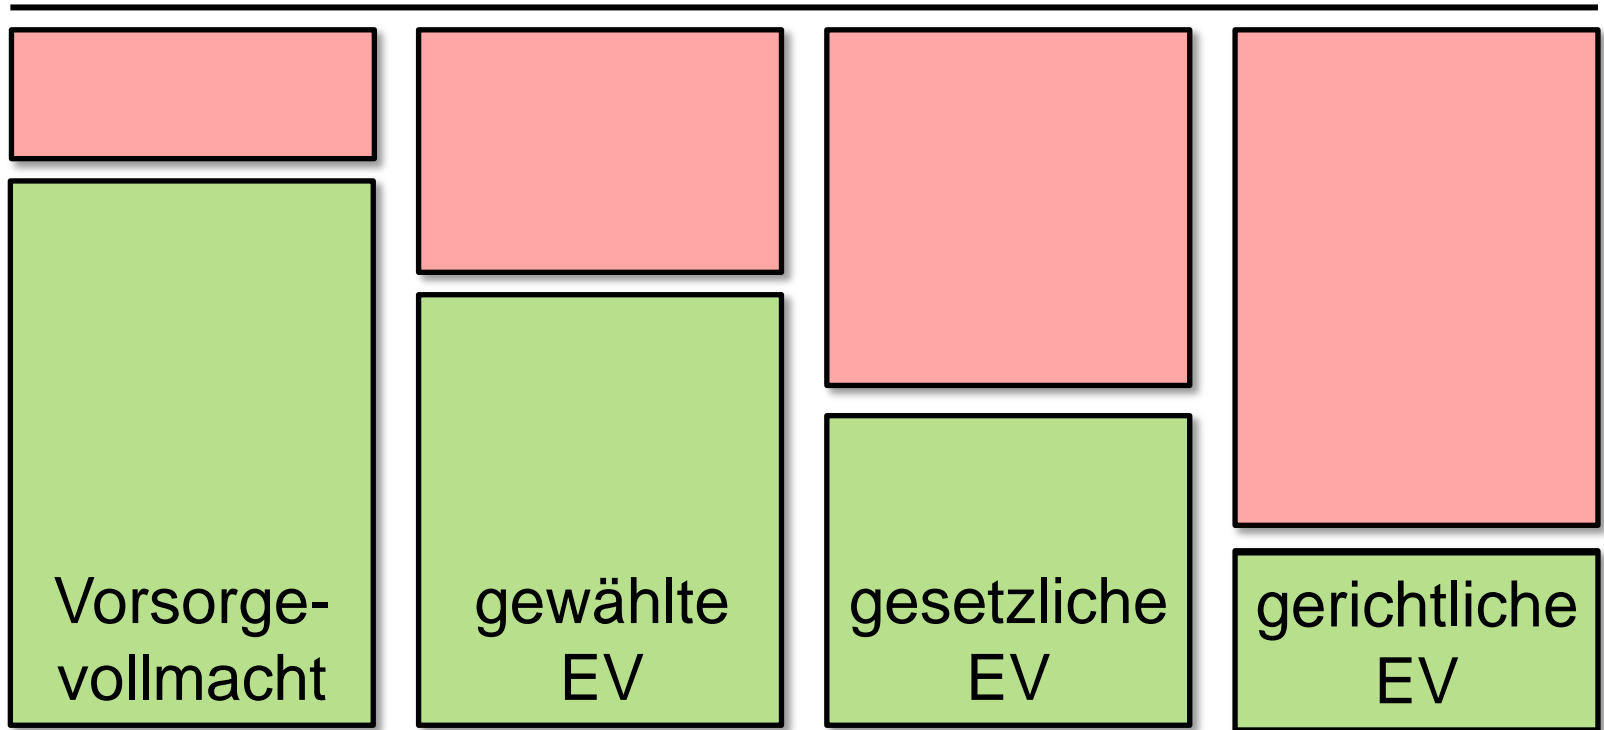 Vorsorge-
vollmacht
gewählte
EV
gesetzliche
EV
gerichtliche
EV